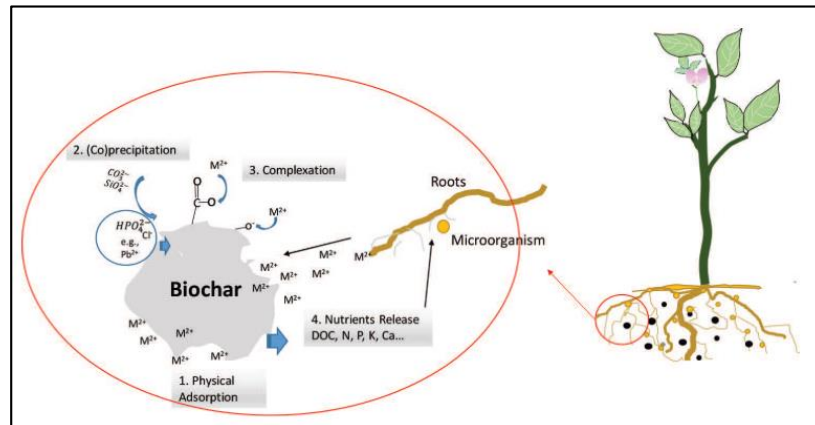 2. (Co)precipitation
CO₃²⁻
SIO₄²⁻
M²⁺
3. Complexation
O
C
O
HPO₄²⁻
Cl⁻
e.g.,
Pb²⁺
O⁻
M²⁺
Roots
Microorganism
M²⁺
M²⁺
M²⁺
M²⁺
M²⁺
M²⁺
M²⁺
M²⁺
Biochar
M²⁺
M²⁺
M²⁺
M²⁺
M²⁺
4. Nutrients Release
DOC, N, P, K, Ca...
1. Physical
Adsorption